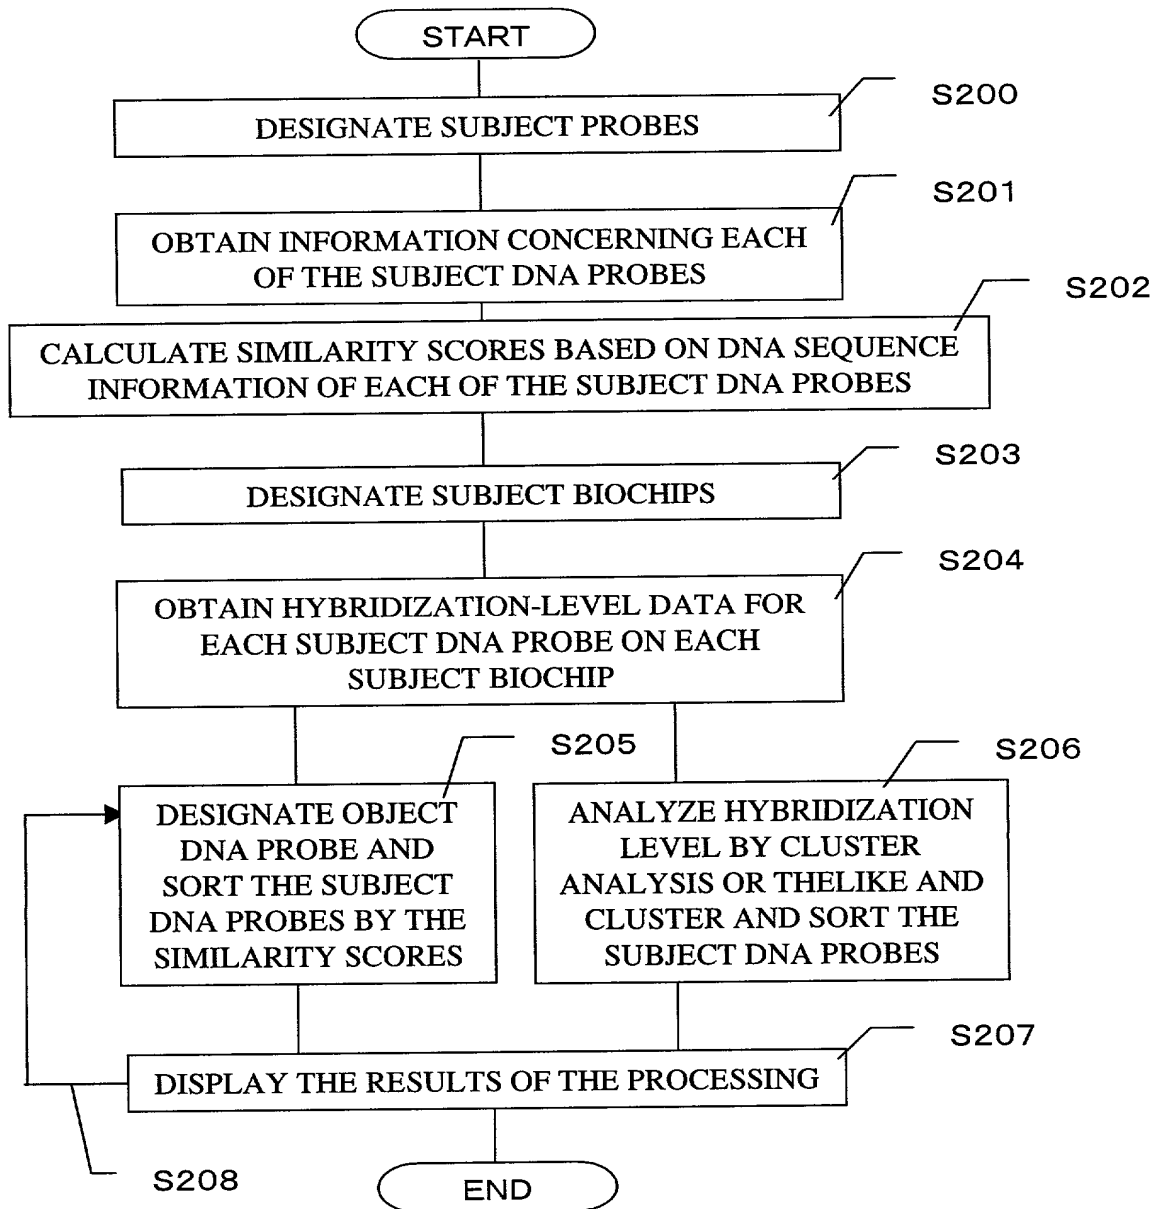 START
S200
DESIGNATE SUBJECT PROBES
S201
OBTAIN INFORMATION CONCERNING EACH
OF THE SUBJECT DNA PROBES
S202
CALCULATE SIMILARITY SCORES BASED ON DNA SEQUENCE
INFORMATION OF EACH OF THE SUBJECT DNA PROBES
S203
DESIGNATE SUBJECT BIOCHIPS
S204
OBTAIN HYBRIDIZATION-LEVEL DATA FOR
EACH SUBJECT DNA PROBE ON EACH
SUBJECT BIOCHIP
S205
DESIGNATE OBJECT
DNA PROBE AND
SORT THE SUBJECT
DNA PROBES BY THE
SIMILARITY SCORES
S206
ANALYZE HYBRIDIZATION
LEVEL BY CLUSTER
ANALYSIS OR THELIKE AND
CLUSTER AND SORT THE
SUBJECT DNA PROBES
S207
DISPLAY THE RESULTS OF THE PROCESSING
S208
END